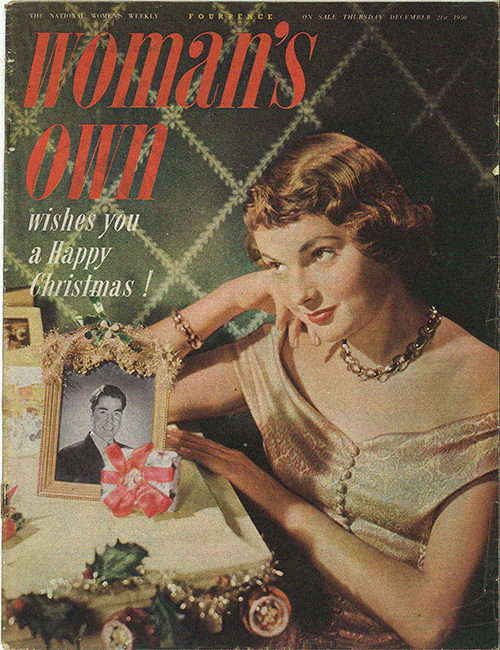 THE NATIONAL WOMEN'S WEEKLY FOURPENCE ON SALE THURSDAY DECEMBER 21st 1950
woman's
own
wishes you
a Happy
Christmas !